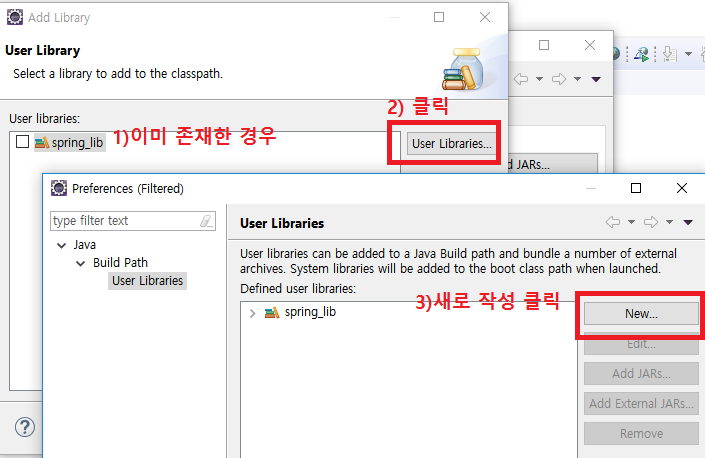 Add Library
User Library
Select a library to add to the classpath.
2) 클릭
User libraries:
spring_lib
1)이미 존재한 경우
User Libraries...
d JARs...
Preferences (Filtered)
type filter text
Java
Build Path
User Libraries
User Libraries
User libraries can be added to a Java Build path and bundle a number of external
archives. System libraries will be added to the boot class path when launched.
Defined user libraries:
spring_lib
3)새로 작성 클릭
New...
Edit...
Add JARs...
Add External JARs...
Remove